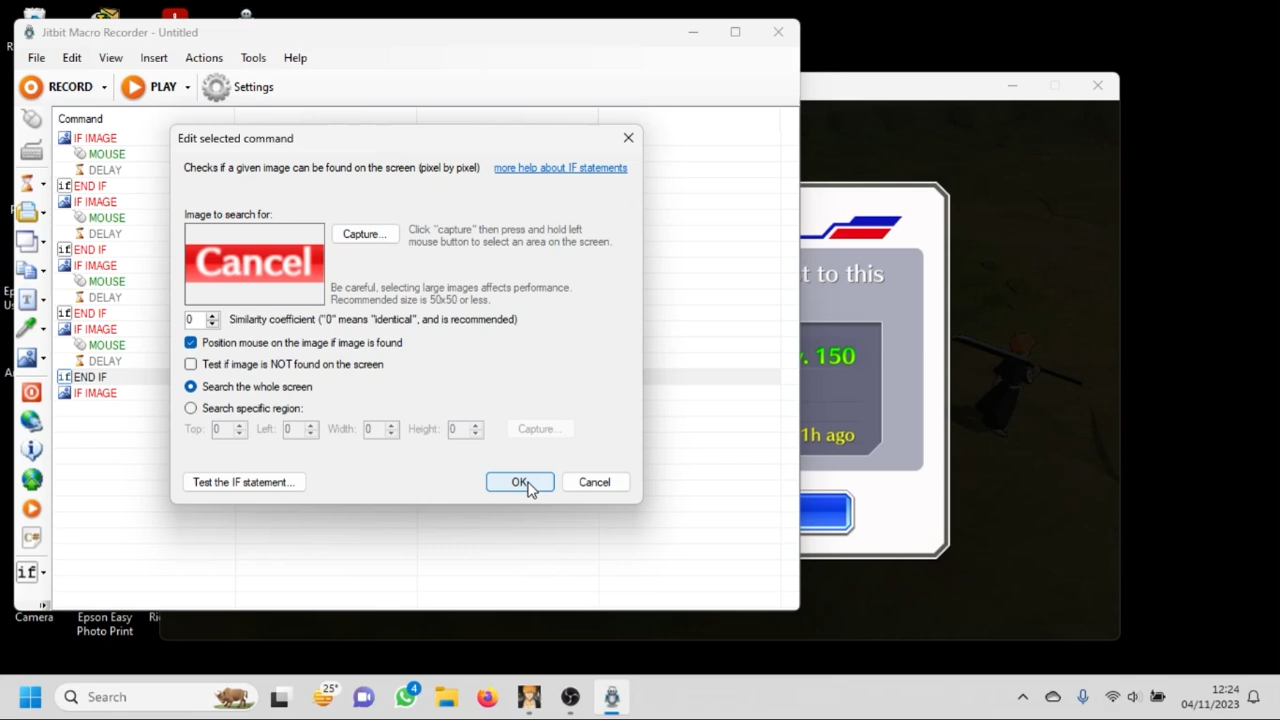 Jitbit Macro Recorder - Untitled
File Edit View Insert Actions Tools Help
RECORD PLAY Settings
Command
IF IMAGE
MOUSE
DELAY
END IF
IF IMAGE
MOUSE
DELAY
END IF
IF IMAGE
MOUSE
DELAY
END IF
IF IMAGE
MOUSE
DELAY
END IF
IF IMAGE
C#
if
Edit selected command
Checks if a given image can be found on the screen (pixel by pixel) more help about IF statements
Image to search for:
Cancel
Capture...
Click "capture" then press and hold left
mouse button to select an area on the screen.
Be careful, selecting large images affects performance.
Recommended size is 50x50 or less.
0 Similarity coefficient ("0" means "identical", and is recommended)
Position mouse on the image if image is found
Test if image is NOT found on the screen
Search the whole screen
Search specific region:
Top: 0 Left: 0 Width: 0 Height: 0 Capture...
Test the IF statement... OK Cancel
t to this
v. 150
1h ago
Camera
Epson Easy
Photo Print
Search
25°
4
12:24
04/11/2023